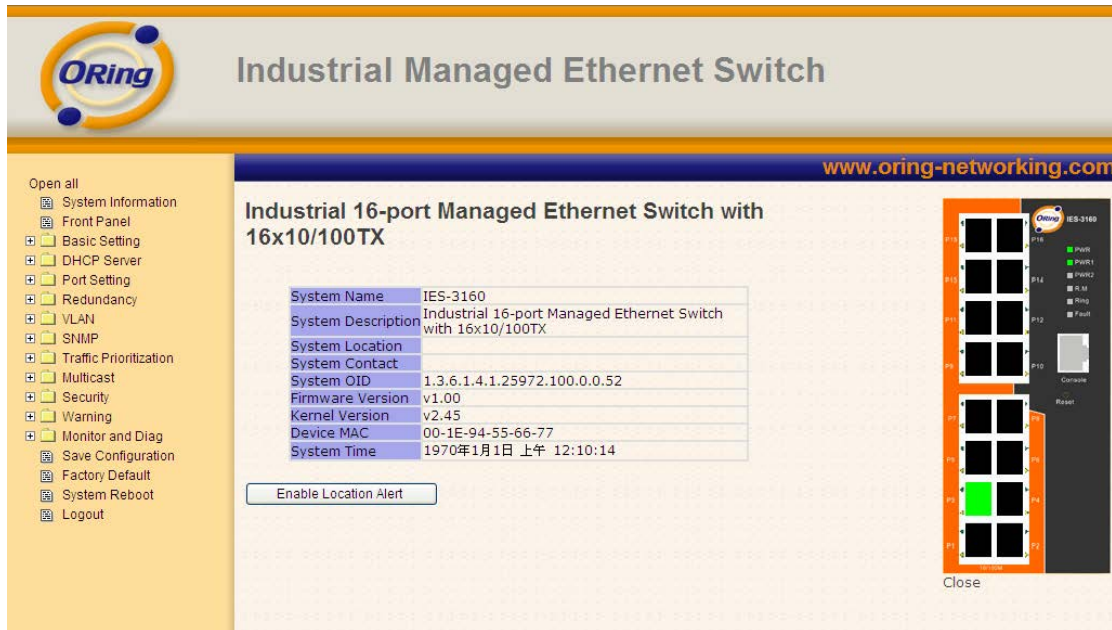 ORing
Industrial Managed Ethernet Switch
www.oring-networking.com
Open all
System Information
Front Panel
Basic Setting
DHCP Server
Port Setting
Redundancy
VLAN
SNMP
Traffic Prioritization
Multicast
Security
Warning
Monitor and Diag
Save Configuration
Factory Default
System Reboot
Logout
Industrial 16-port Managed Ethernet Switch with
16x10/100TX
System Name IES-3160
System Description Industrial 16-port Managed Ethernet Switch
with 16x10/100TX
System Location
System Contact
System OID 1.3.6.1.4.1.25972.100.0.0.52
Firmware Version v1.00
Kernel Version v2.45
Device MAC 00-1E-94-55-66-77
System Time 1970年1月1日 上午 12:10:14
Enable Location Alert
ORing IES-3160
P16
PWR
PWR1
PWR2
R.M
Ring
Fault
P14
P12
P9 P10
Console
Reset
P4
P1 P2
10/100M
Close